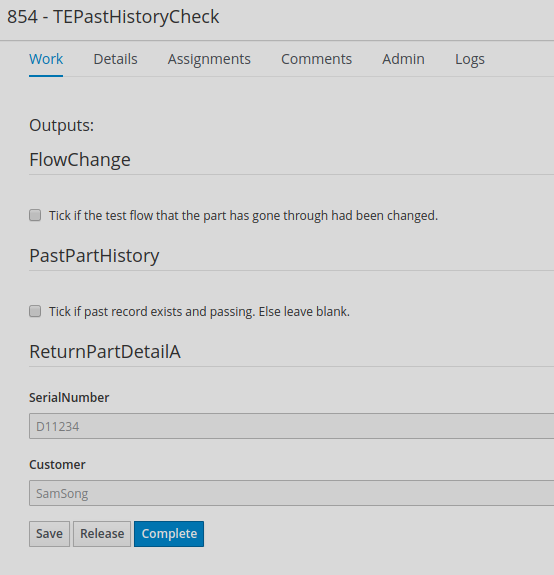 854 - TEPastHistoryCheck
Work Details Assignments Comments Admin Logs
Outputs:
FlowChange
Tick if the test flow that the part has gone through had been changed.
PastPartHistory
Tick if past record exists and passing. Else leave blank.
ReturnPartDetailA
SerialNumber
D11234
Customer
SamSong
Save Release Complete